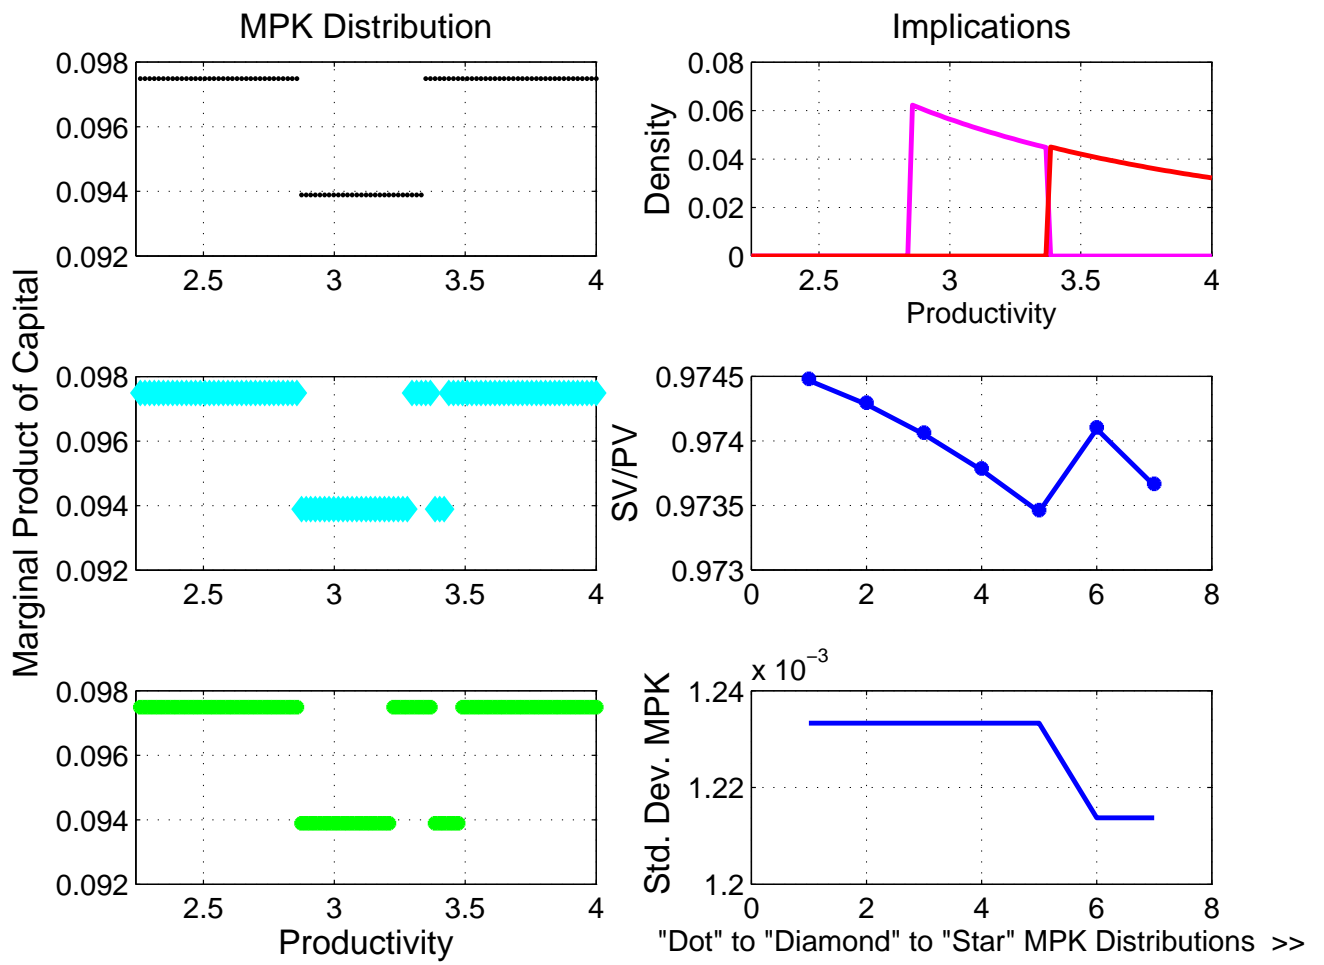 MPK Distribution
Implications
0.098
0.096
0.094
0.092
2.5 3 3.5 4
0.08
0.06
0.04
0.02
0
2.5 3 3.5 4
Density
Productivity
Marginal Product of Capital
0.098
0.096
0.094
0.092
2.5 3 3.5 4
0.9745
0.974
0.9735
0.973
0 2 4 6 8
SV/PV
0.098
0.096
0.094
0.092
2.5 3 3.5 4
Productivity
x 10−3
1.24
1.22
1.2
0 2 4 6 8
Std. Dev. MPK
"Dot" to "Diamond" to "Star" MPK Distributions >>